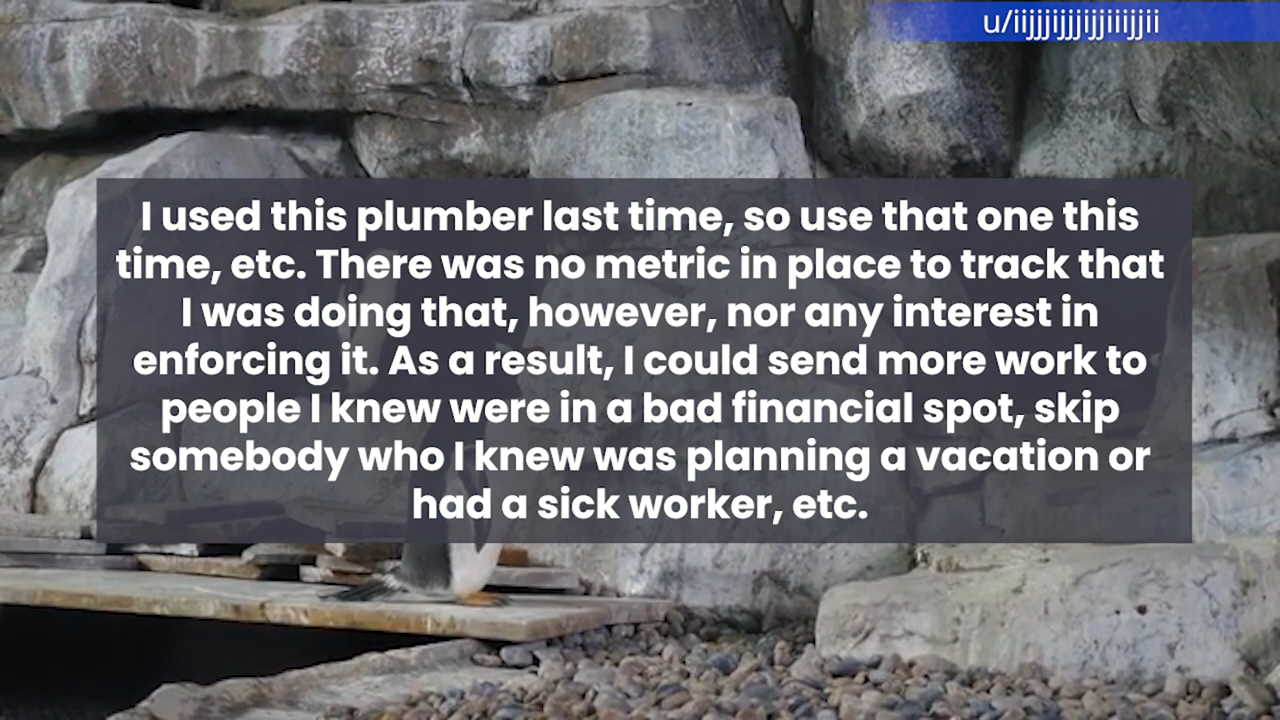 u/iijjjijjjijjiiijjii
I used this plumber last time, so use that one this
time, etc. There was no metric in place to track that
I was doing that, however, nor any interest in
enforcing it. As a result, I could send more work to
people I knew were in a bad financial spot, skip
somebody who I knew was planning a vacation or
had a sick worker, etc.